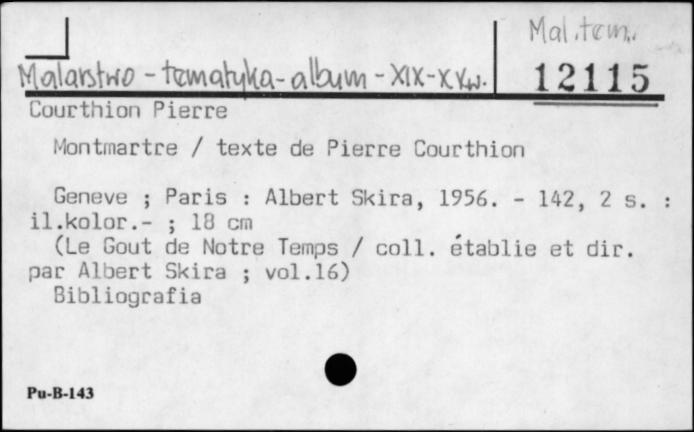 Mal.tem.
Malarstwo - tematyka - album - XIX-XXw.
12115
Courthion Pierre
Montmartre / texte de Pierre Courthion
Geneve ; Paris : Albert Skira, 1956. - 142, 2 s. :
il.kolor.- ; 18 cm
(Le Gout de Notre Temps / coll. établie et dir.
par Albert Skira ; vol.16)
Bibliografia
Pu-B-143